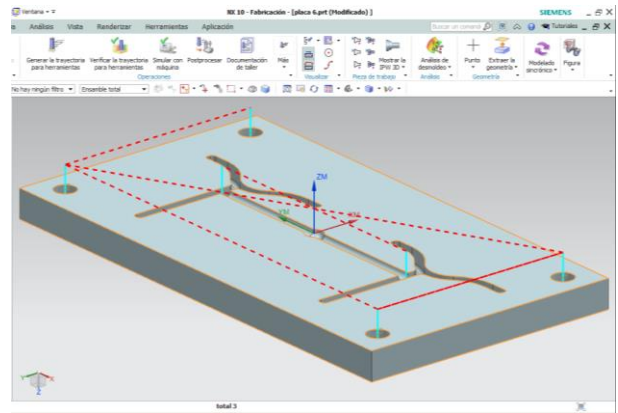 Ventana
NX 10 - Fabricación - [placa 6.prt (Modificado) ]
SIEMENS
Análisis Vista Renderizar Herramientas Aplicación
Buscar un comando
Tutoriales
Generar la trayectoria para herramientas
Verificar la trayectoria para herramientas
Simular con máquina
Postprocesar
Documentación de taller
Más
Mostrar la IPW 3D
Análisis de desmoldeo
Punto
Extraer la geometría
Modelado sincrónico
Figura
Operaciones
Visualizar
Pieza de trabajo
Análisis
Geometría
No hay ningún filtro
Ensamble total
ZM
YM
XM
Y
X
Z
total 3